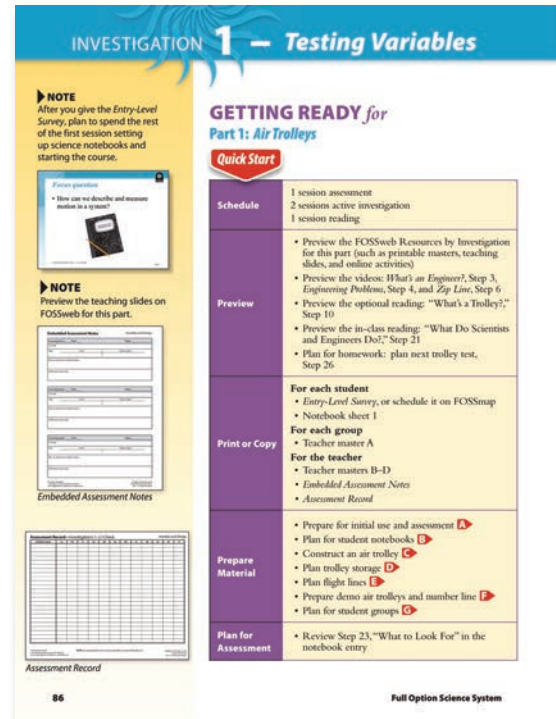 INVESTIGATION 1 – Testing Variables
NOTE
After you give the Entry-Level
Survey, plan to spend the rest
of the first session setting
up science notebooks and
starting the course.
Focus question
• How can we describe and measure
motion in a system?
NOTE
Preview the teaching slides on
FOSSweb for this part.
Embedded Assessment Notes
Embedded Assessment Notes
Assessment Record
GETTING READY for
Part 1: Air Trolleys
Quick Start
Schedule
1 session assessment
2 sessions active investigation
1 session reading
Preview
• Preview the FOSSweb Resources by Investigation
for this part (such as printable masters, teaching
slides, and online activities)
• Preview the videos: What's an Engineer?, Step 3,
Engineering Problems, Step 4, and Zip Line, Step 6
• Preview the optional reading: "What's a Trolley?,"
Step 10
• Preview the in-class reading: "What Do Scientists
and Engineers Do?," Step 21
• Plan for homework: plan next trolley test,
Step 26
Print or Copy
For each student
• Entry-Level Survey, or schedule it on FOSSmap
• Notebook sheet 1
For each group
• Teacher master A
For the teacher
• Teacher masters B–D
• Embedded Assessment Notes
• Assessment Record
Prepare
Material
• Prepare for initial use and assessment A
• Plan for student notebooks B
• Construct an air trolley C
• Plan trolley storage D
• Plan flight lines E
• Prepare demo air trolleys and number line F
• Plan for student groups G
Plan for
Assessment
• Review Step 23, "What to Look For" in the
notebook entry
86
Full Option Science System